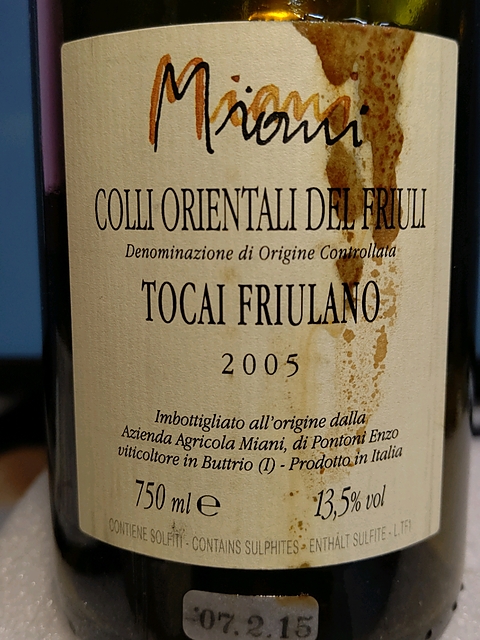 Miani
COLLI ORIENTALI DEL FRIULI
Denominazione di Origine Controllata
TOCAI FRIULANO
2005
Imbottigliato all'origine dalla
Azienda Agricola Miani, di Pontoni Enzo
viticoltore in Buttrio (I) - Prodotto in Italia
750 ml e 13,5% vol
CONTIENE SOLFITI - CONTAINS SULPHITES - ENTHÄLT SULFITE - L.TF1
'07.2.15